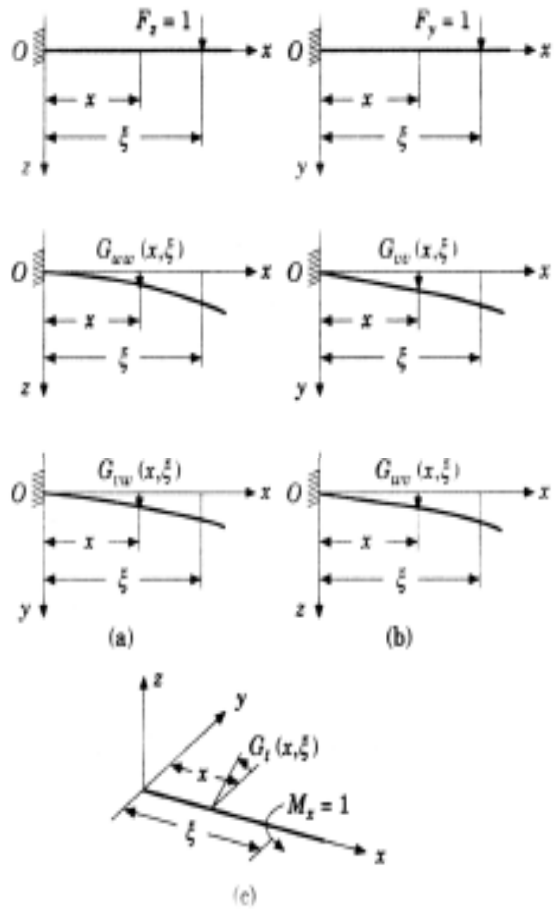 F_z = 1
O x
x
ξ
z
F_y = 1
O x
x
ξ
y
G_ww (x,ξ)
O x
x
ξ
z
G_vv (x,ξ)
O x
x
ξ
y
G_vw (x,ξ)
O x
x
ξ
y
(a)
G_wv (x,ξ)
O x
x
ξ
z
(b)
z
y
G_t (x,ξ)
x
M_x = 1
ξ
x
(c)